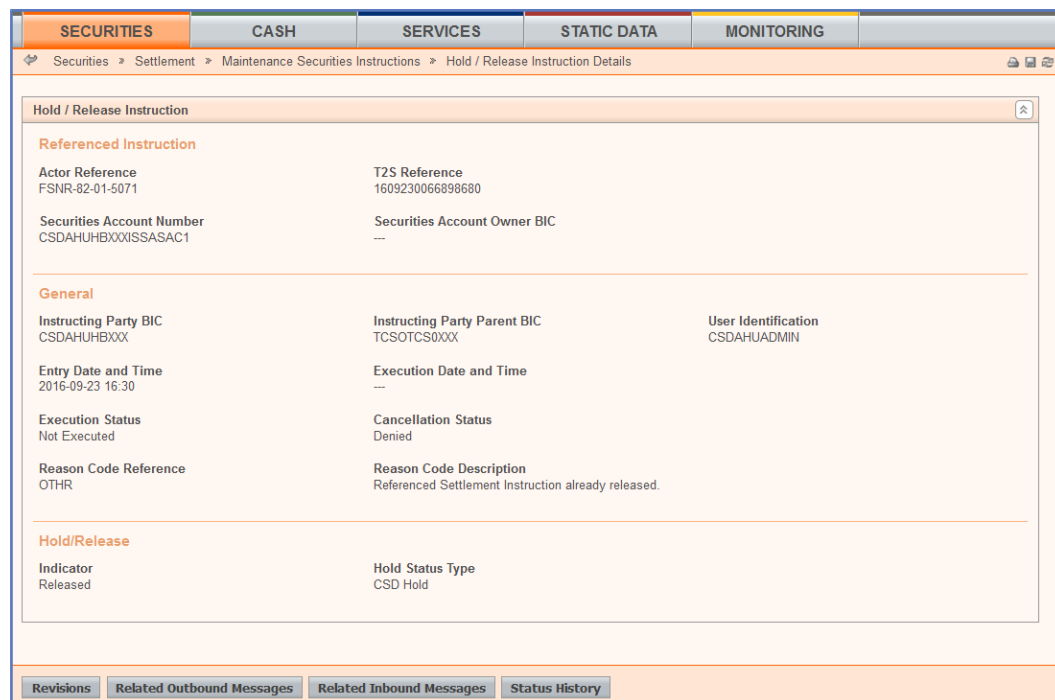 SECURITIES CASH SERVICES STATIC DATA MONITORING
Securities » Settlement » Maintenance Securities Instructions » Hold / Release Instruction Details
Hold / Release Instruction
Referenced Instruction
Actor Reference T2S Reference
FSNR-82-01-5071 1609230066898680
Securities Account Number Securities Account Owner BIC
CSDAHUHBXXXISSASAC1 ---
General
Instructing Party BIC Instructing Party Parent BIC User Identification
CSDAHUHBXXX TCSOTCS0XXX CSDAHUADMIN
Entry Date and Time Execution Date and Time
2016-09-23 16:30 ---
Execution Status Cancellation Status
Not Executed Denied
Reason Code Reference Reason Code Description
OTHR Referenced Settlement Instruction already released.
Hold/Release
Indicator Hold Status Type
Released CSD Hold
Revisions Related Outbound Messages Related Inbound Messages Status History